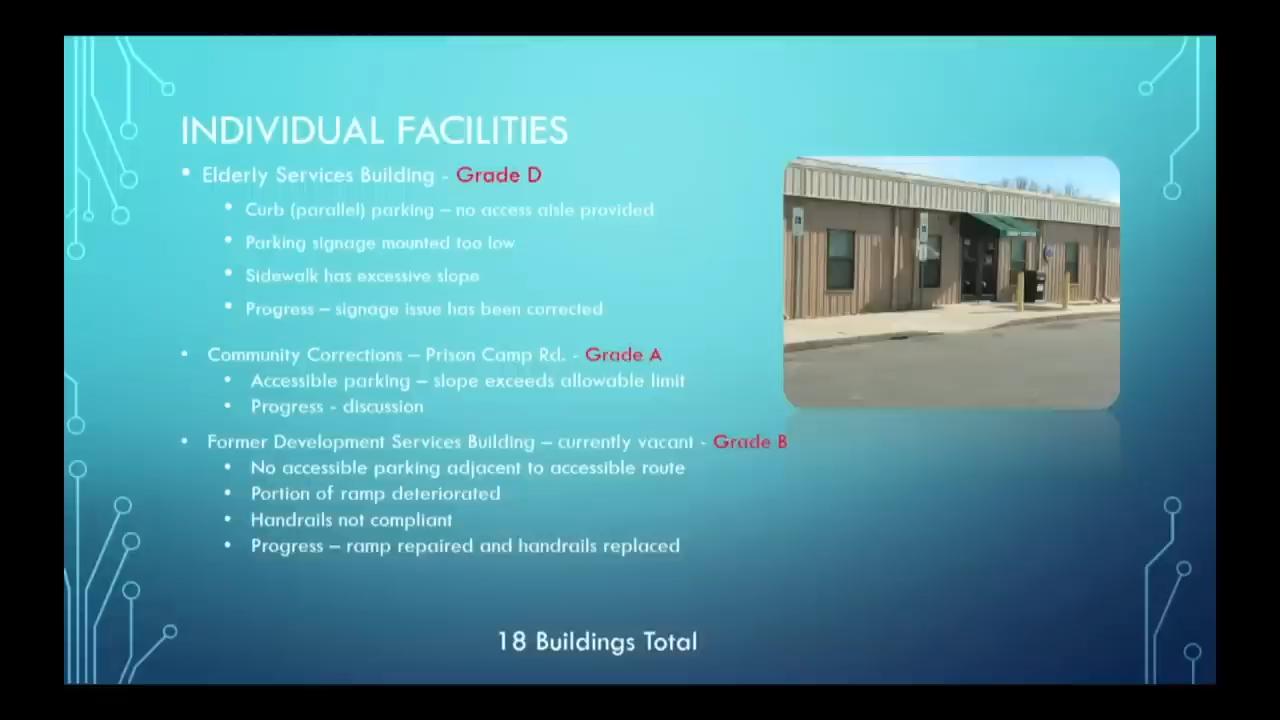 INDIVIDUAL FACILITIES
• Elderly Services Building - Grade D
• Curb (parallel) parking – no access aisle provided
• Parking signage mounted too low
• Sidewalk has excessive slope
• Progress – signage issue has been corrected
• Community Corrections – Prison Camp Rd. - Grade A
• Accessible parking – slope exceeds allowable limit
• Progress - discussion
• Former Development Services Building – currently vacant - Grade B
• No accessible parking adjacent to accessible route
• Portion of ramp deteriorated
• Handrails not compliant
• Progress – ramp repaired and handrails replaced
18 Buildings Total